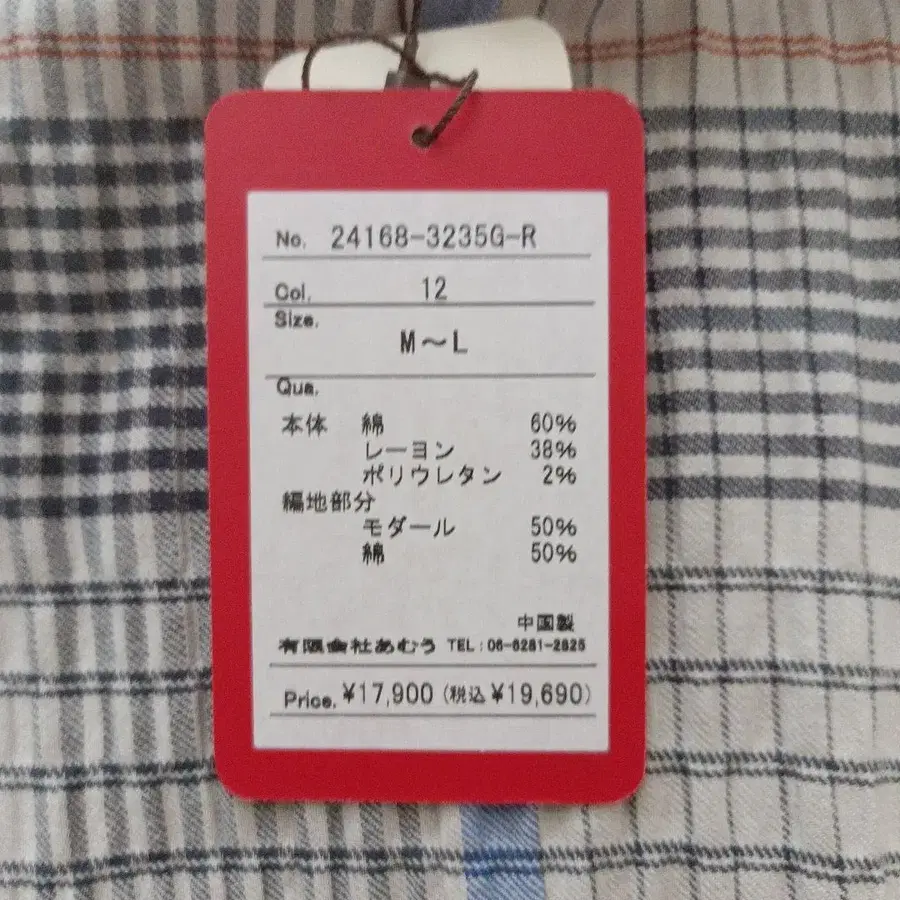 No. 24168-3235G-R
Col. 12
Size.
M～L
Qua.
本体 綿 60%
レーヨン 38%
ポリウレタン 2%
編地部分
モダール 50%
綿 50%
中国製
有限会社あむう TEL:06-6281-2825
Price. ¥17,900 (税込 ¥19,690)